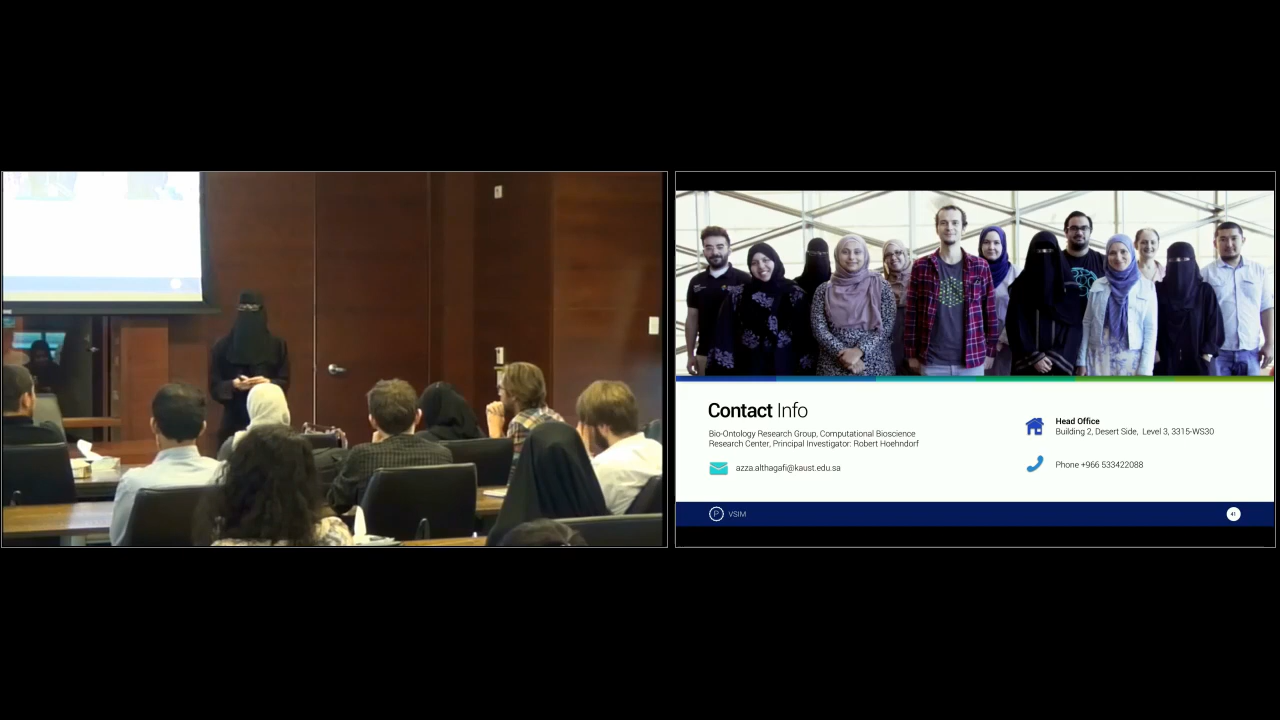 Contact Info
Bio-Ontology Research Group, Computational Bioscience
Research Center, Principal Investigator: Robert Hoehndorf
azza.althagafi@kaust.edu.sa
Head Office
Building 2, Desert Side, Level 3, 3315-WS30
Phone +966 533422088
P VSIM
41